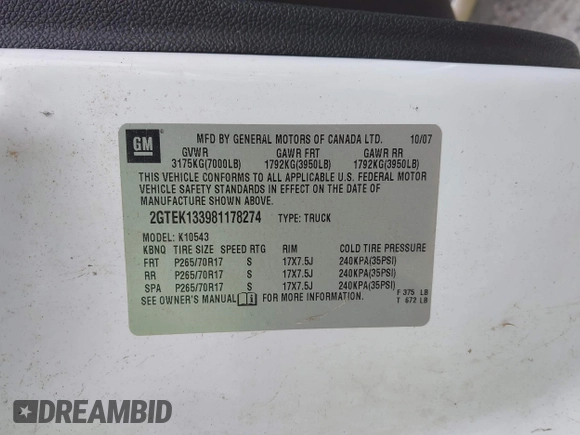 GM
MFD BY GENERAL MOTORS OF CANADA LTD. 10/07
GVWR GAWR FRT GAWR RR
3175KG(7000LB) 1792KG(3950LB) 1792KG(3950LB)
THIS VEHICLE CONFORMS TO ALL APPLICABLE U.S. FEDERAL MOTOR
VEHICLE SAFETY STANDARDS IN EFFECT ON THE DATE OF
MANUFACTURE SHOWN ABOVE.
2GTEK133981178274 TYPE: TRUCK
MODEL: K10543
KBNQ TIRE SIZE SPEED RTG RIM COLD TIRE PRESSURE
FRT P265/70R17 S 17X7.5J 240KPA(35PSI)
RR P265/70R17 S 17X7.5J 240KPA(35PSI)
SPA P265/70R17 S 17X7.5J 240KPA(35PSI)
SEE OWNER'S MANUAL FOR MORE INFORMATION.
F 375 LB
T 672 LB
DREAMBID